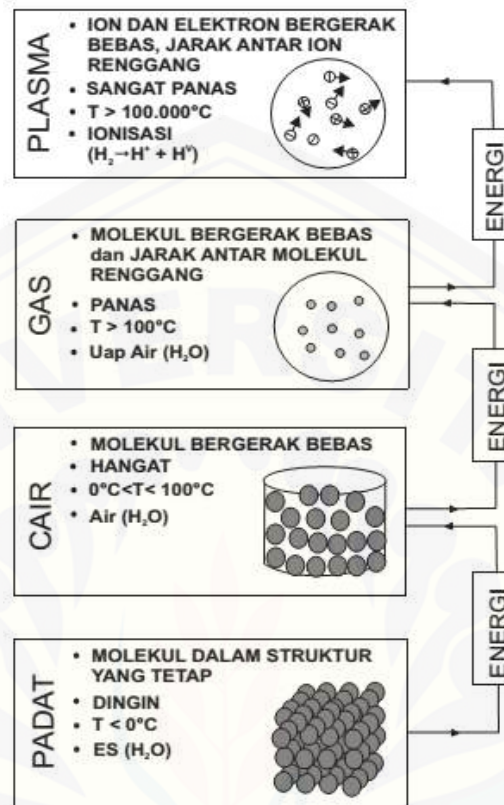 PLASMA
• ION DAN ELEKTRON BERGERAK
BEBAS, JARAK ANTAR ION
RENGGANG
• SANGAT PANAS
• T > 100.000°C
• IONISASI
(H₂→H⁺ + H⁺)
ENERGI
GAS
• MOLEKUL BERGERAK BEBAS
dan JARAK ANTAR MOLEKUL
RENGGANG
• PANAS
• T > 100°C
• Uap Air (H₂O)
ENERGI
CAIR
• MOLEKUL BERGERAK BEBAS
• HANGAT
• 0°C<T< 100°C
• Air (H₂O)
ENERGI
PADAT
• MOLEKUL DALAM STRUKTUR
YANG TETAP
• DINGIN
• T < 0°C
• ES (H₂O)